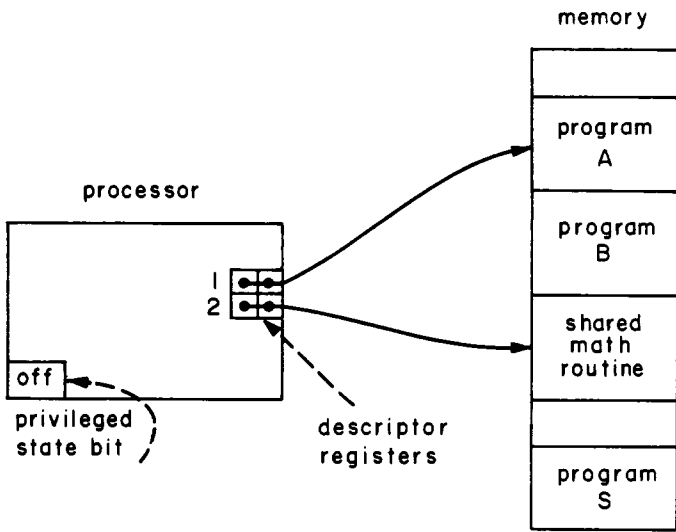 memory
program
A
processor
program
B
1
2
shared
math
routine
off
privileged
state bit
descriptor
registers
program
S